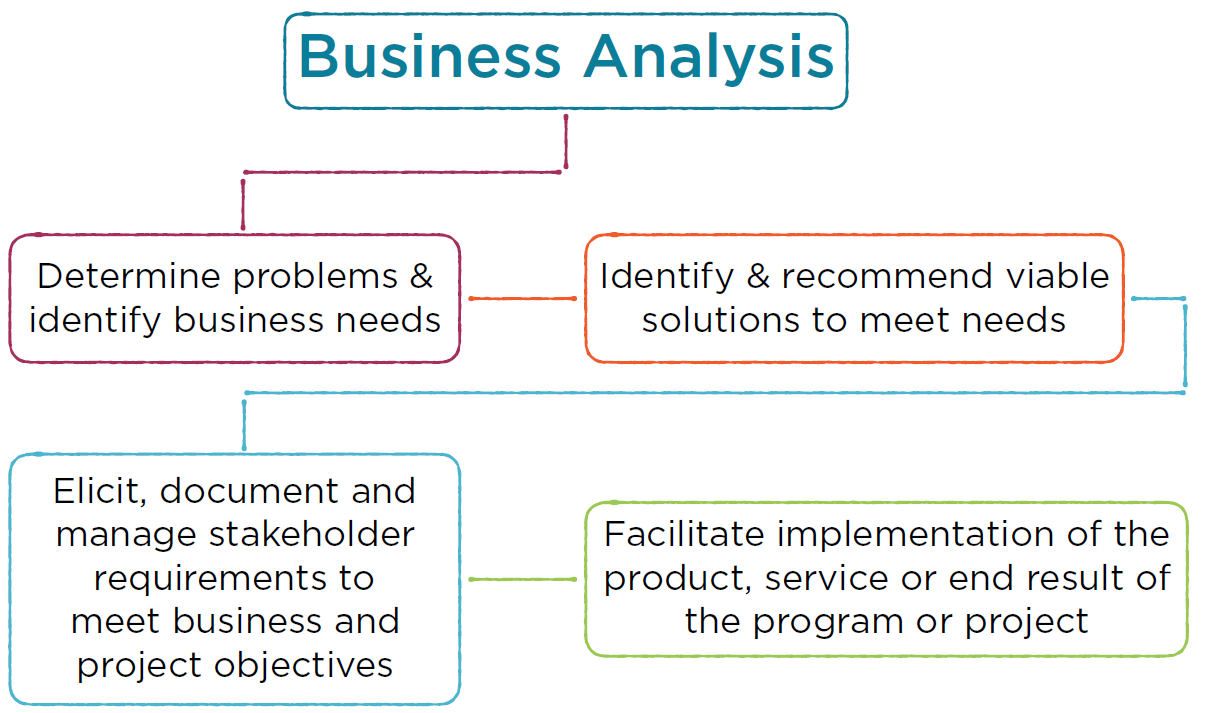 Business Analysis
Determine problems &
identify business needs
Identify & recommend viable
solutions to meet needs
Elicit, document and
manage stakeholder
requirements to
meet business and
project objectives
Facilitate implementation of the
product, service or end result of
the program or project